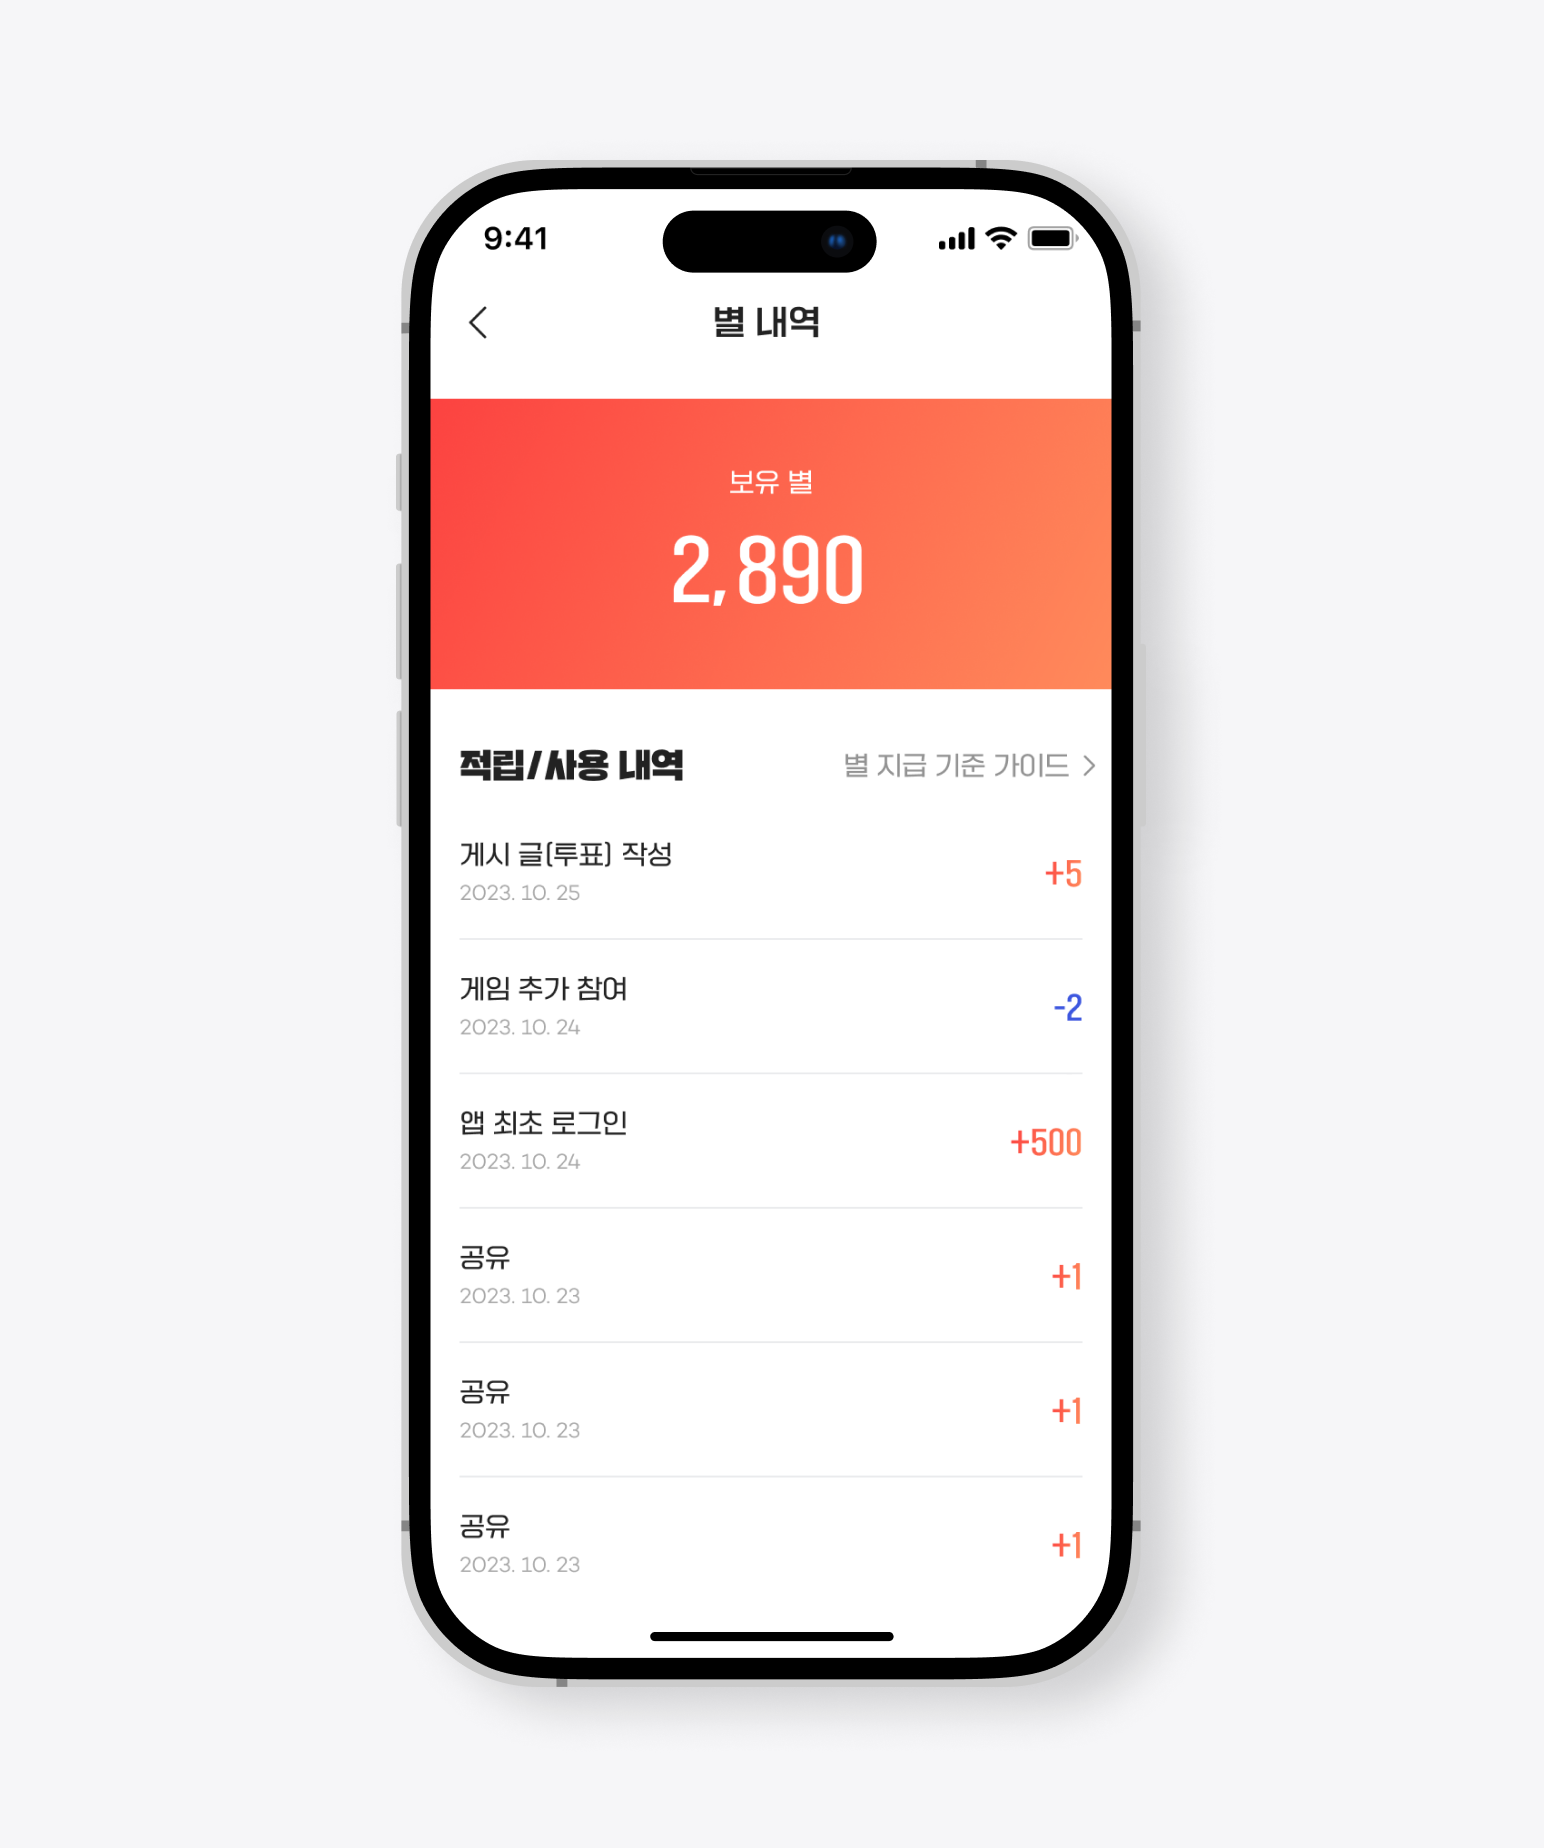 9:41
별 내역
보유 별
2,890
적립/사용 내역
별 지급 기준 가이드
게시 글(투표) 작성
+5
2023. 10. 25
게임 추가 참여
-2
2023. 10. 24
앱 최초 로그인
+500
2023. 10. 24
공유
+1
2023. 10. 23
공유
+1
2023. 10. 23
공유
+1
2023. 10. 23